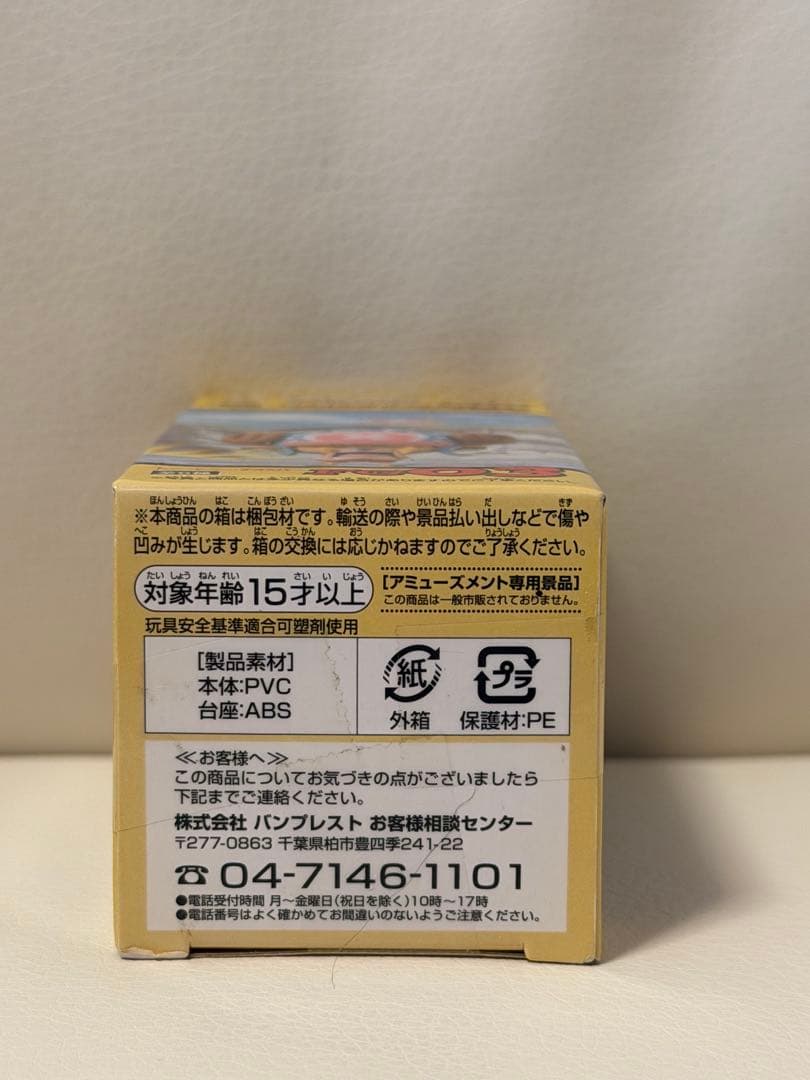 ※本商品の箱は梱包材です。輸送の際や景品払い出しなどで傷や
凹みが生じます。箱の交換には応じかねますのでご了承ください。
対象年齢15才以上
[アミューズメント専用景品]
この商品は一般市販されておりません。
玩具安全基準適合可塑剤使用
[製品素材]
本体:PVC
台座:ABS
紙
外箱
プラ
保護材:PE
≪お客様へ≫
この商品についてお気づきの点がございましたら
下記までご連絡ください。
株式会社 バンプレスト お客様相談センター
〒277-0863 千葉県柏市豊四季241-22
☎ 04-7146-1101
●電話受付時間 月〜金曜日(祝日を除く)10時〜17時
●電話番号はよく確かめてお間違いのないようご注意ください。